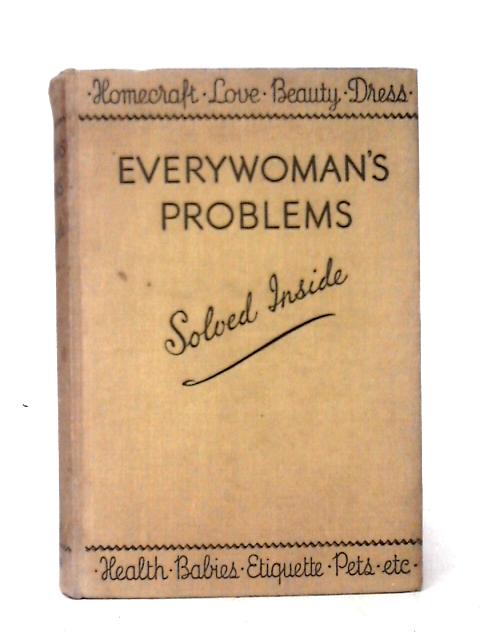 ·Homecraft·Love·Beauty·Dress·
EVERYWOMAN'S
PROBLEMS
Solved Inside
·Health·Babies·Etiquette·Pets·etc·